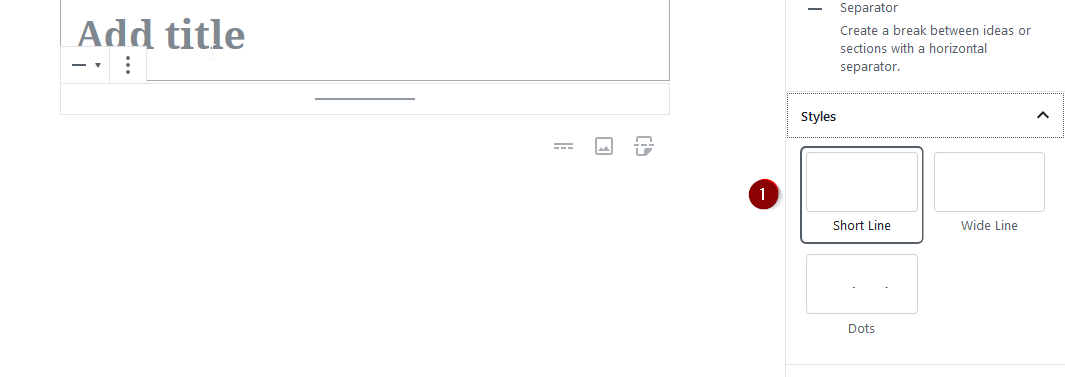 Add title
Separator
Create a break between ideas or
sections with a horizontal
separator.
Styles
1
Short Line
Wide Line
Dots